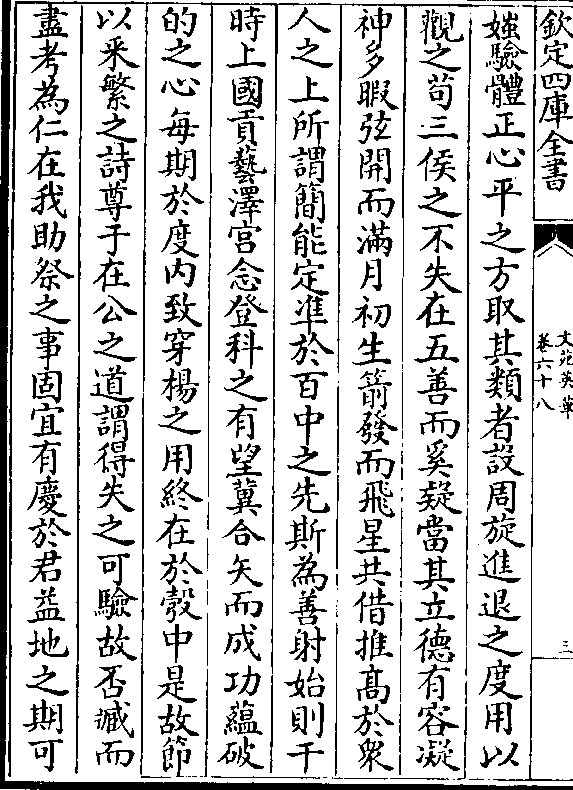 欽定四庫全書
文苑英華
卷六十八
三
媸驗體正心平之方取其類者設周旋進退之度用以
觀之苟三侯之不失在五善而奚疑當其立德有容凝
神多暇弦開而滿月初生箭發而飛星共借推髙於衆
人之上所謂簡能定凖於百中之先斯為善射始則干
時上國貢藝澤宫念登科之有望冀合矢而成功蘊破
的之心每期於度内致穿楊之用終在於彀中是故節
以釆繁之詩尊于在公之道謂得失之可驗故否臧而
盡考為仁在我助祭之事固宜有慶於君益地之期可